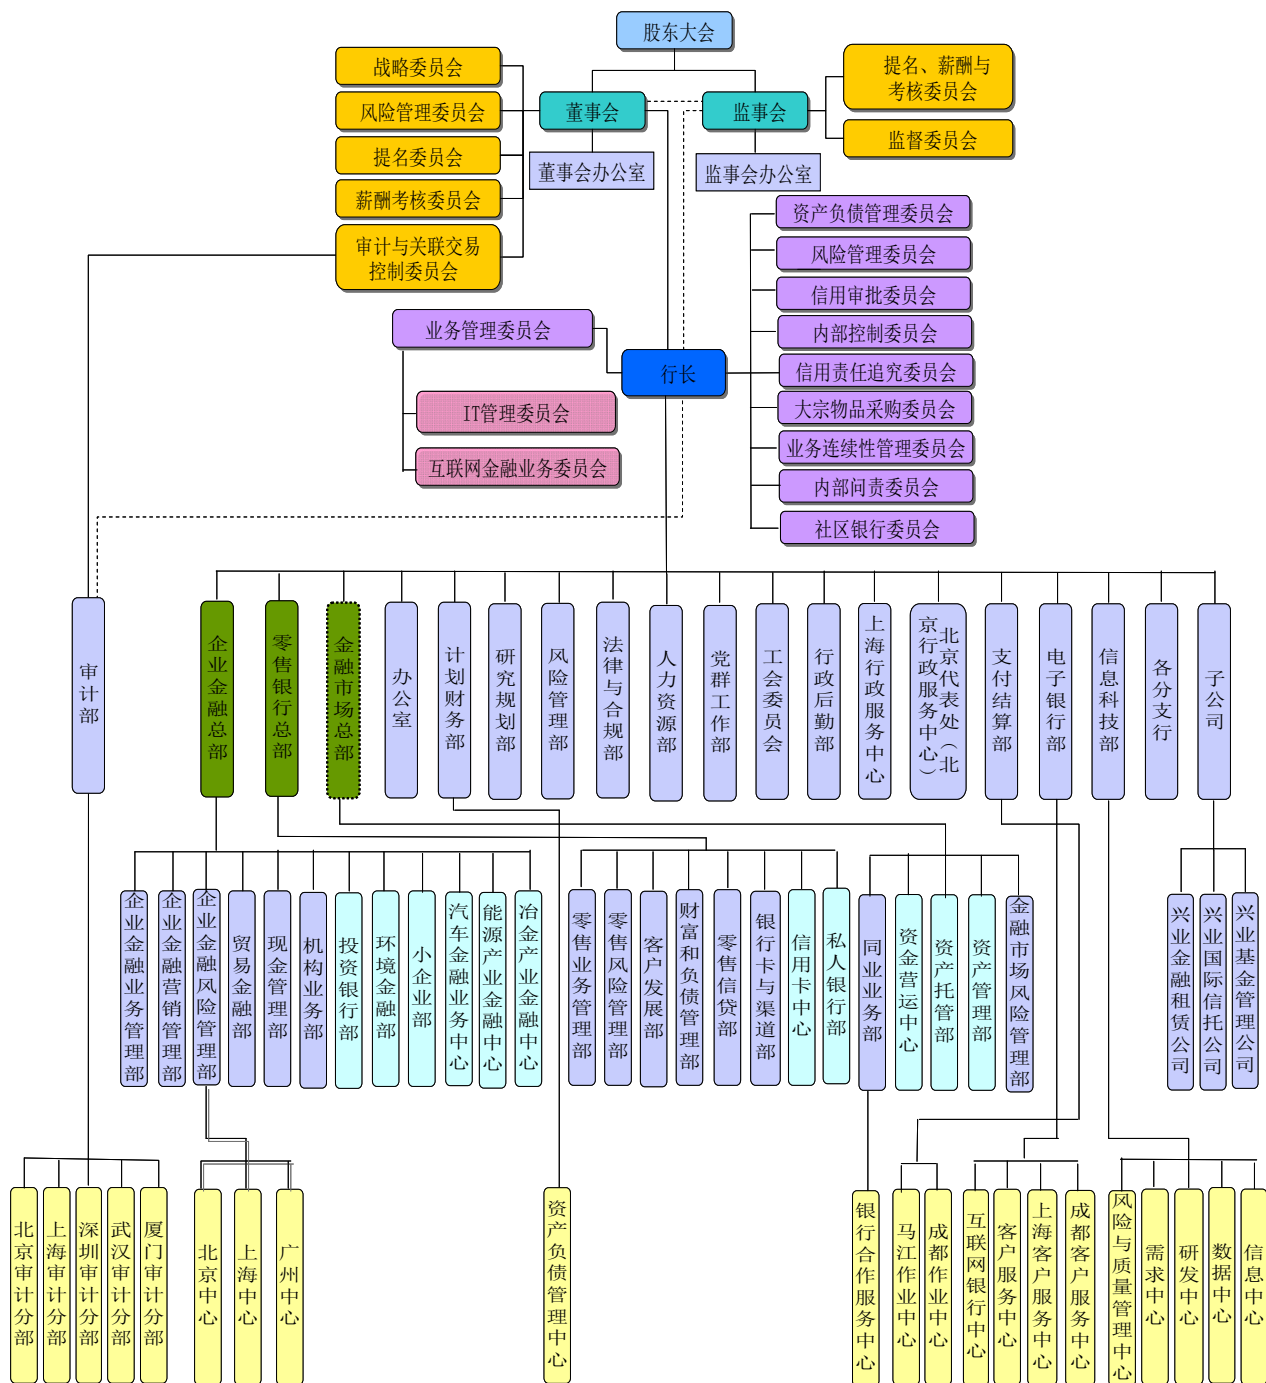 股东大会
战略委员会
风险管理委员会
提名委员会
薪酬考核委员会
审计与关联交易
控制委员会
董事会
监事会
董事会办公室
监事会办公室
提名、薪酬与
考核委员会
监督委员会
资产负债管理委员会
风险管理委员会
信用审批委员会
内部控制委员会
信用责任追究委员会
大宗物品采购委员会
业务连续性管理委员会
内部问责委员会
社区银行委员会
业务管理委员会
行长
IT管理委员会
互联网金融业务委员会
审计部
企业金融总部
零售银行总部
金融市场总部
办公室
计划财务部
研究规划部
风险管理部
法律与合规部
人力资源部
党群工作部
工会委员会
行政后勤部
上海行政服务中心
北京代表处（北
京行政服务中心）
支付结算部
电子银行部
信息科技部
各分支行
子公司
企业金融业务管理部
企业金融营销管理部
企业金融风险管理部
贸易金融部
现金管理部
机构业务部
投资银行部
环境金融部
小企业部
汽车金融业务中心
能源产业金融中心
冶金产业金融中心
零售业务管理部
零售风险管理部
客户发展部
财富和负债管理部
零售信贷部
银行卡与渠道部
信用卡中心
私人银行部
同业业务部
资金营运中心
资产托管部
资产管理部
金融市场风险管理部
兴业金融租赁公司
兴业国际信托公司
兴业基金管理公司
北京审计分部
上海审计分部
深圳审计分部
武汉审计分部
厦门审计分部
北京中心
上海中心
广州中心
资产负债管理中心
银行合作服务中心
马江作业中心
成都作业中心
互联网银行中心
客户服务中心
上海客户服务中心
成都客户服务中心
风险与质量管理中心
需求中心
研发中心
数据中心
信息中心